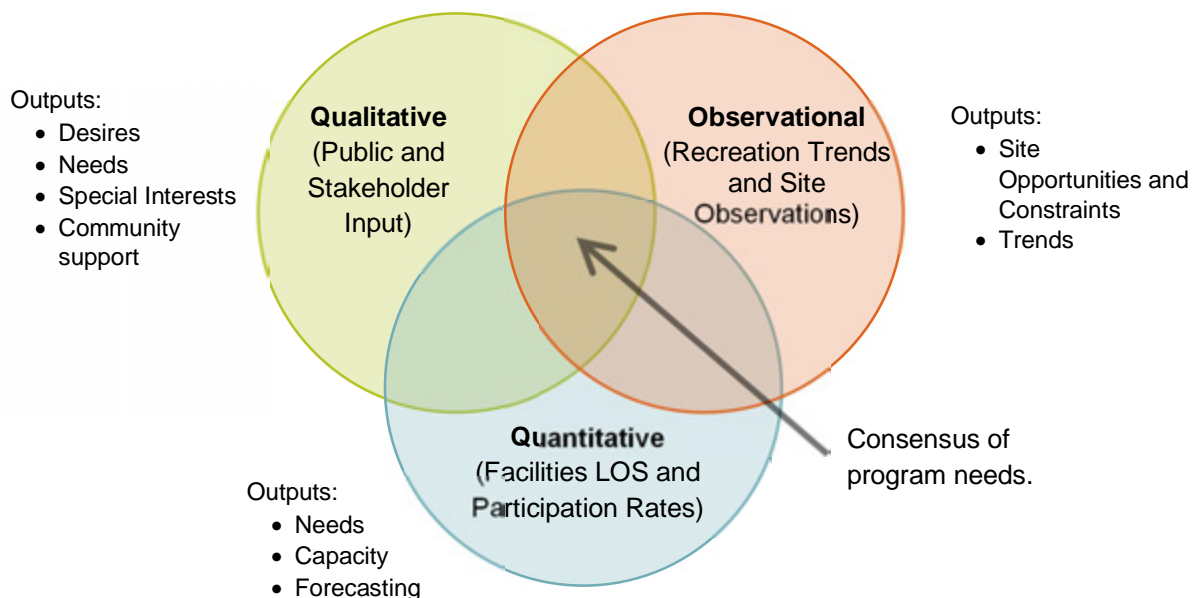 Outputs:
• Desires
• Needs
• Special Interests
• Community
support
Qualitative
(Public and
Stakeholder
Input)
Observational
(Recreation Trends
and Site
Observations)
Outputs:
• Site
Opportunities and
Constraints
• Trends
Quantitative
(Facilities LOS and
Participation Rates)
Outputs:
• Needs
• Capacity
• Forecasting
Consensus of
program needs.